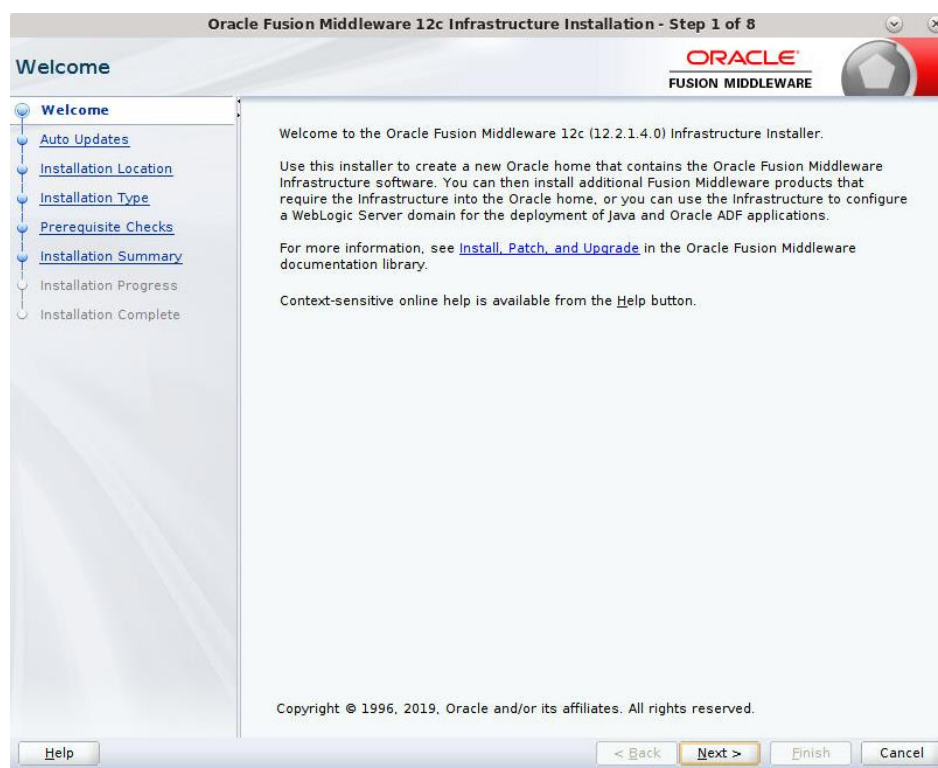 Oracle Fusion Middleware 12c Infrastructure Installation - Step 1 of 8
Welcome
ORACLE
FUSION MIDDLEWARE
Welcome
Auto Updates
Installation Location
Installation Type
Prerequisite Checks
Installation Summary
Installation Progress
Installation Complete
Welcome to the Oracle Fusion Middleware 12c (12.2.1.4.0) Infrastructure Installer.
Use this installer to create a new Oracle home that contains the Oracle Fusion Middleware
Infrastructure software. You can then install additional Fusion Middleware products that
require the Infrastructure into the Oracle home, or you can use the Infrastructure to configure
a WebLogic Server domain for the deployment of Java and Oracle ADF applications.
For more information, see Install, Patch, and Upgrade in the Oracle Fusion Middleware
documentation library.
Context-sensitive online help is available from the Help button.
Copyright © 1996, 2019, Oracle and/or its affiliates. All rights reserved.
Help
< Back
Next >
Finish
Cancel